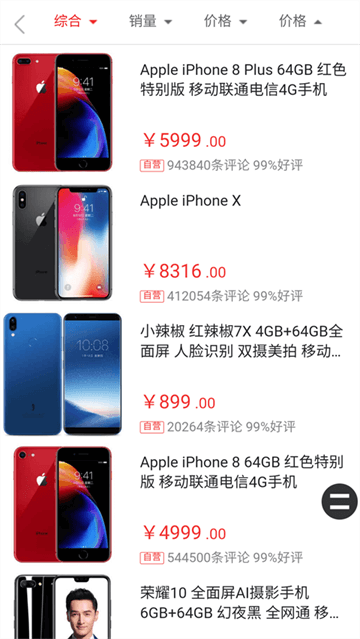 综合 销量 价格 价格
Apple iPhone 8 Plus 64GB 红色
特别版 移动联通电信4G手机
￥5999.00
自营 943840条评论 99%好评
Apple iPhone X
￥8316.00
自营 412054条评论 99%好评
小辣椒 红辣椒7X 4GB+64GB全
面屏 人脸识别 双摄美拍 移动...
￥899.00
自营 20264条评论 99%好评
Apple iPhone 8 64GB 红色特别
版 移动联通电信4G手机
￥4999.00
自营 544500条评论 99%好评
荣耀10 全面屏AI摄影手机
6GB+64GB 幻夜黑 全网通 移...